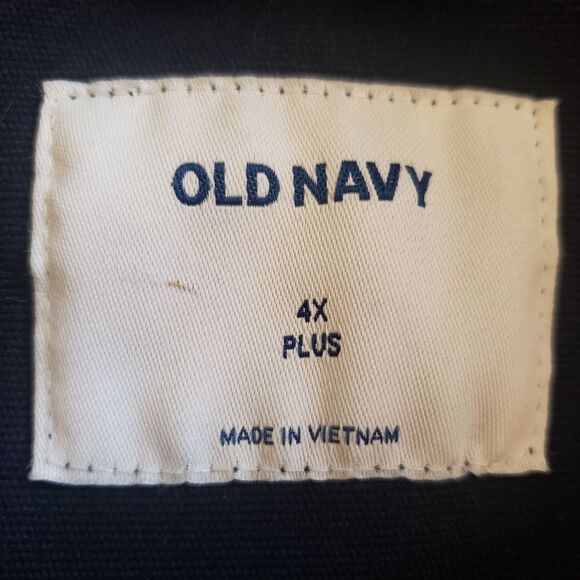 OLD NAVY
4X
PLUS
MADE IN VIETNAM